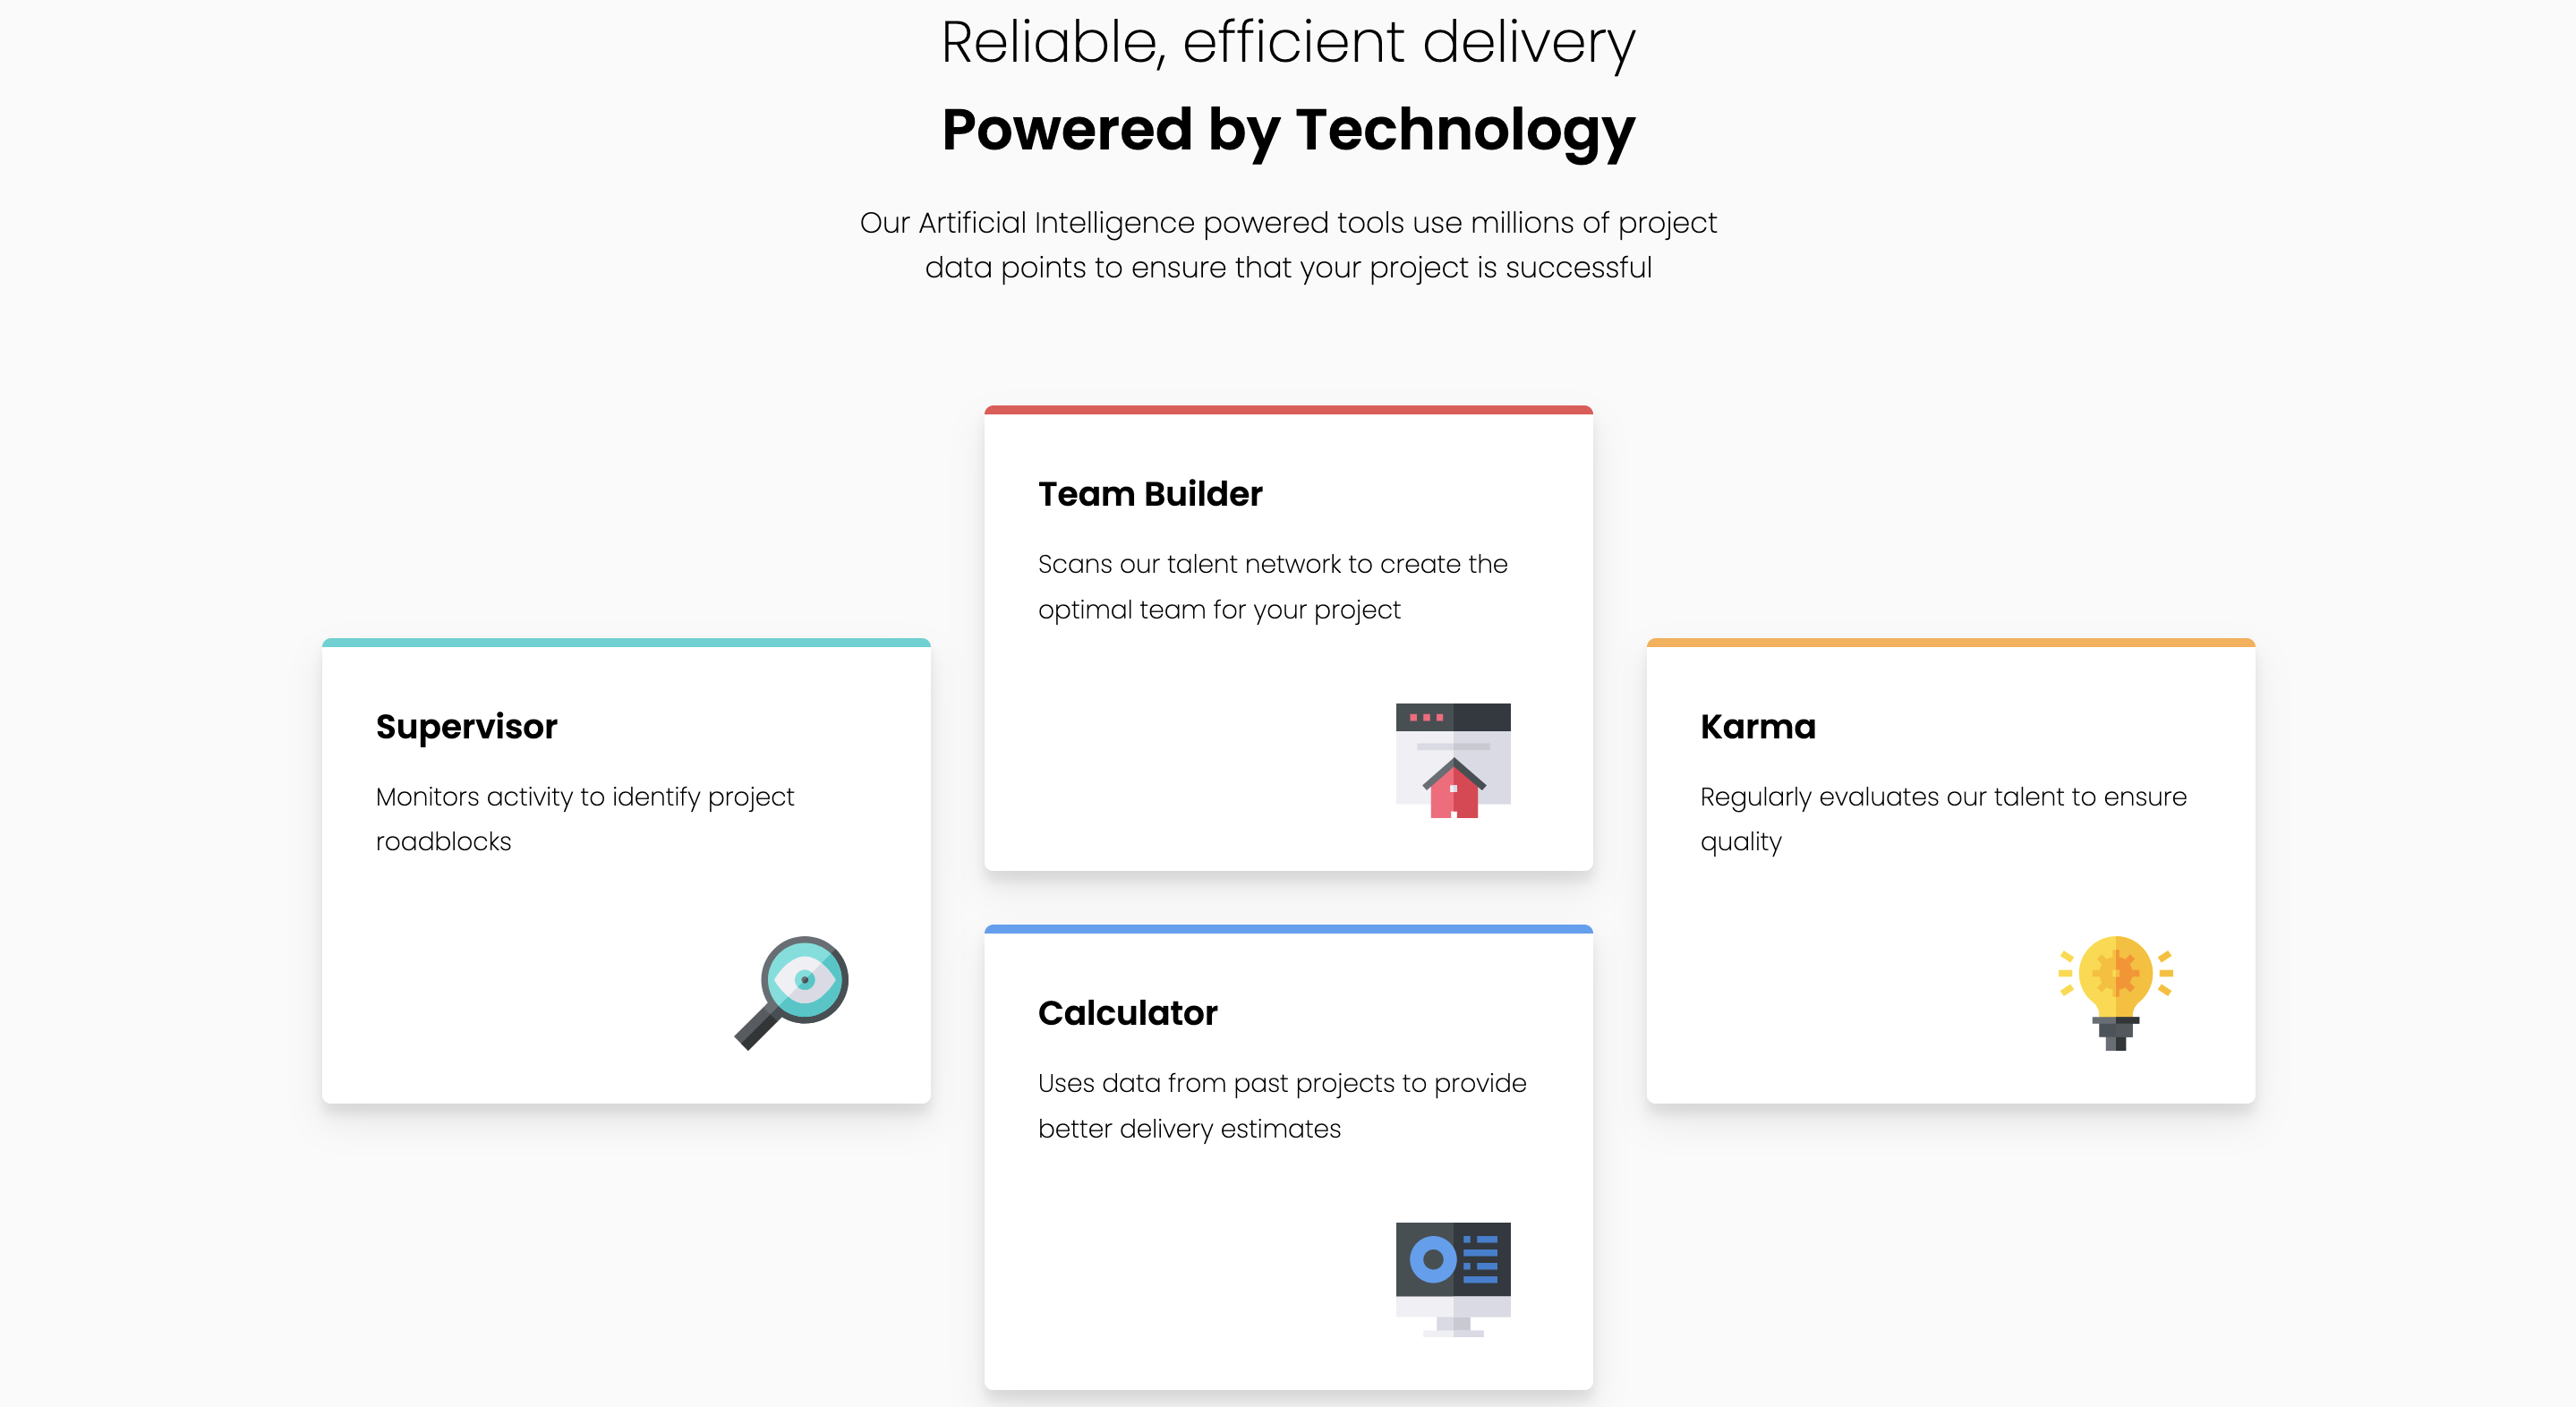 Reliable, efficient delivery
Powered by Technology
Our Artificial Intelligence powered tools use millions of project
data points to ensure that your project is successful
Team Builder
Scans our talent network to create the
optimal team for your project
Supervisor
Monitors activity to identify project
roadblocks
Karma
Regularly evaluates our talent to ensure
quality
Calculator
Uses data from past projects to provide
better delivery estimates